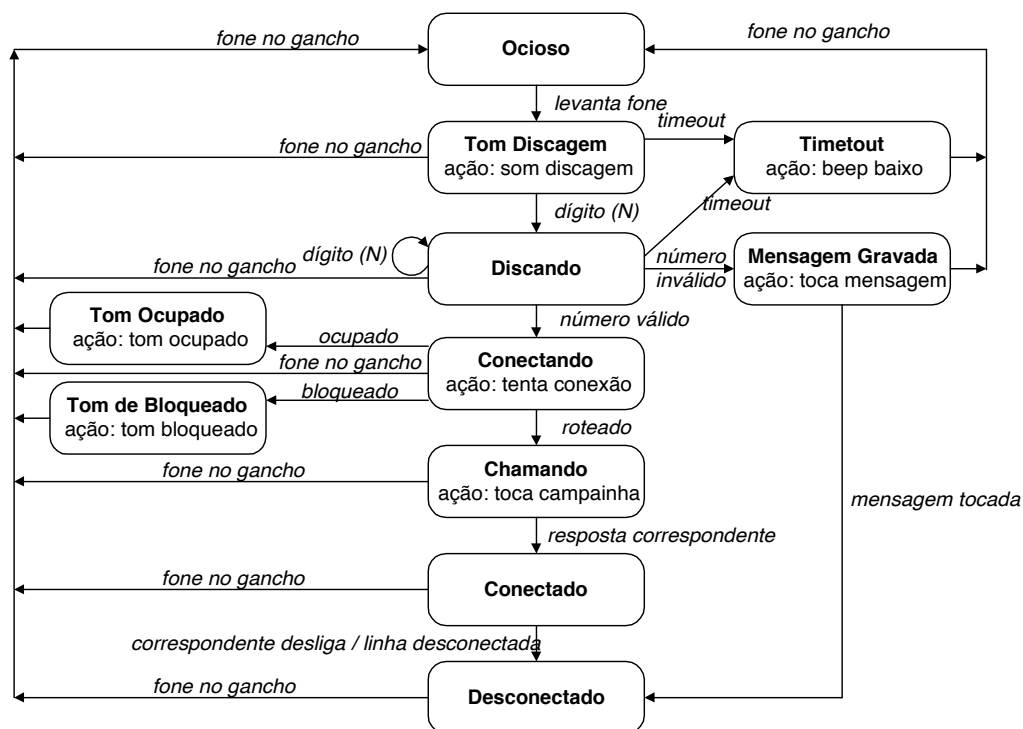 fone no gancho
Ocioso
fone no gancho
levanta fone
timeout
Tom Discagem
ação: som discagem
fone no gancho
Timetout
ação: beep baixo
dígito (N)
timeout
dígito (N)
Discando
fone no gancho
número
inválido
Mensagem Gravada
ação: toca mensagem
Tom Ocupado
ação: tom ocupado
número válido
ocupado
fone no gancho
Conectando
ação: tenta conexão
bloqueado
Tom de Bloqueado
ação: tom bloqueado
roteado
fone no gancho
Chamando
ação: toca campainha
mensagem tocada
resposta correspondente
fone no gancho
Conectado
correspondente desliga / linha desconectada
fone no gancho
Desconectado